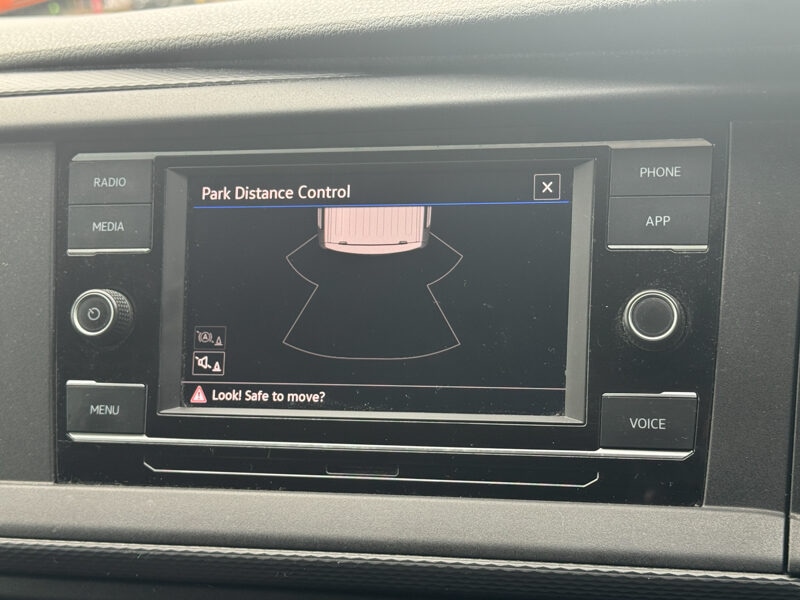 RADIO
MEDIA
MENU
Park Distance Control
Look! Safe to move?
PHONE
APP
VOICE